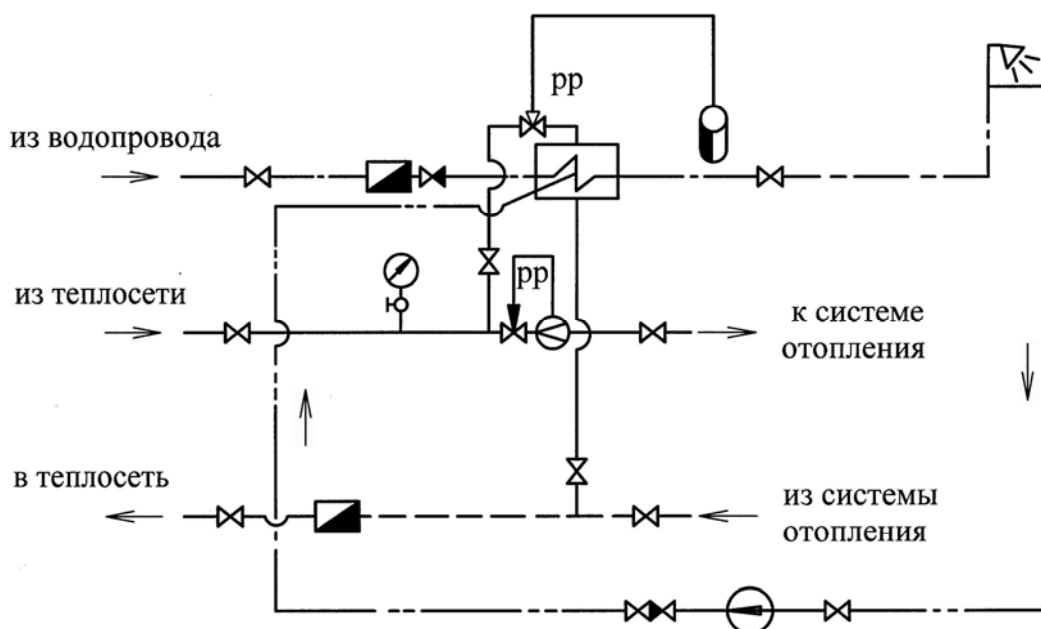 рр
из водопровода
из теплосети
рр
к системе
отопления
в теплосеть
из системы
отопления